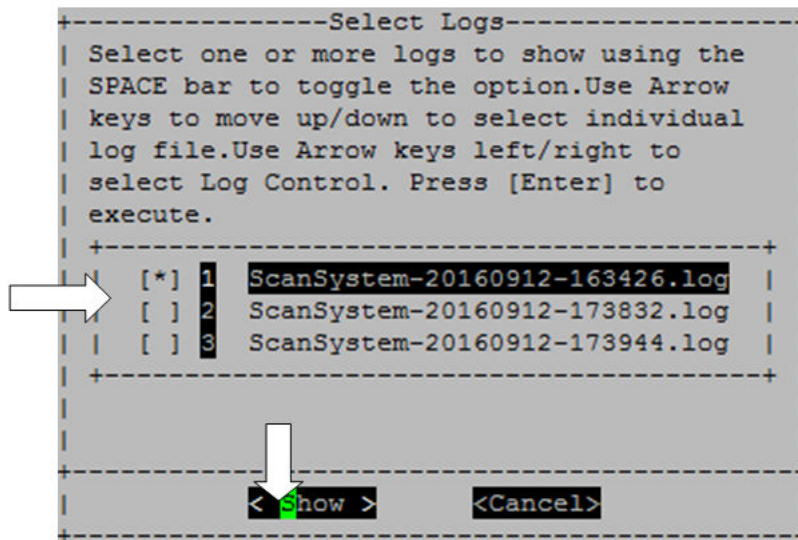 Select Logs
Select one or more logs to show using the
SPACE bar to toggle the option.Use Arrow
keys to move up/down to select individual
log file.Use Arrow keys left/right to
select Log Control. Press [Enter] to
execute.
[*] 1 ScanSystem-20160912-163426.log
[ ] 2 ScanSystem-20160912-173832.log
[ ] 3 ScanSystem-20160912-173944.log
< Show > <Cancel>